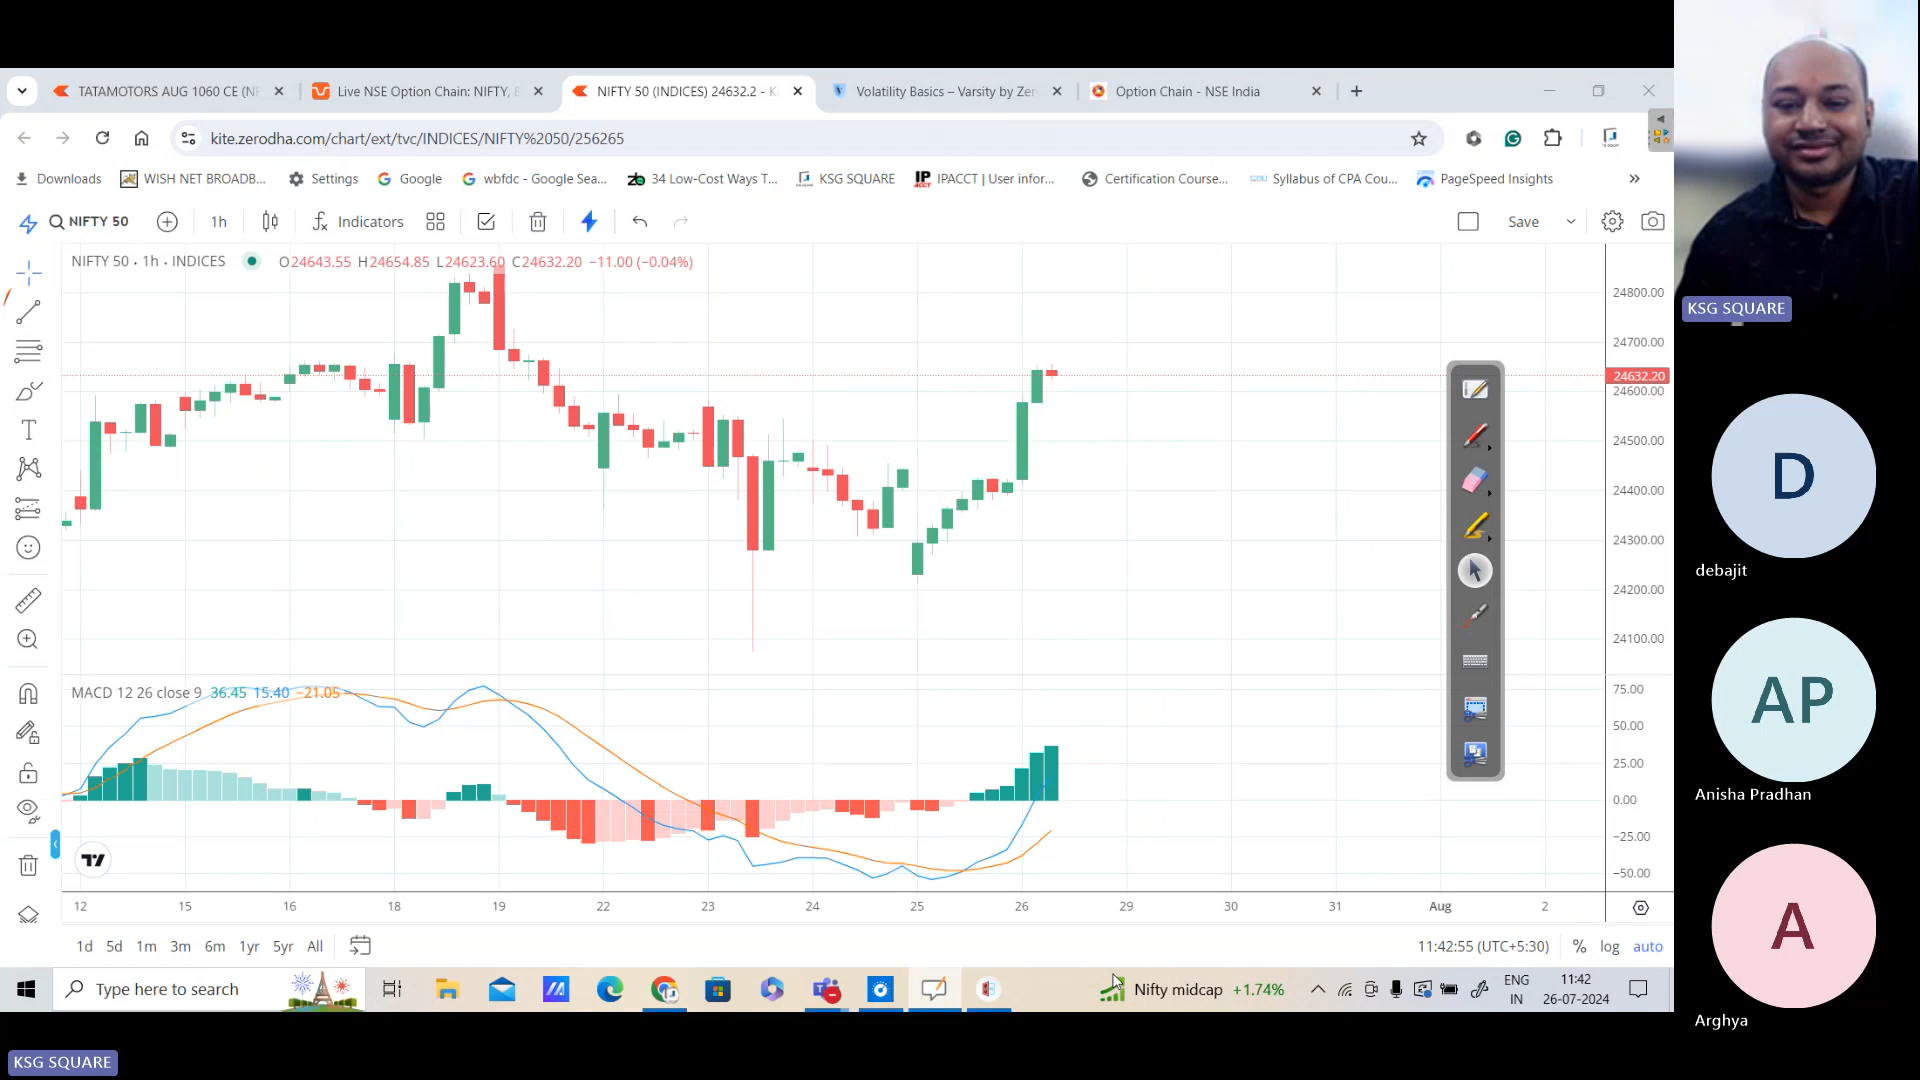 TATAMOTORS AUG 1060 CE (NF
Live NSE Option Chain: NIFTY, B
NIFTY 50 (INDICES) 24632.2 - K
Volatility Basics – Varsity by Zer
Option Chain - NSE India
kite.zerodha.com/chart/ext/tvc/INDICES/NIFTY%2050/256265
Downloads
WISH NET BROADB...
Settings
Google
wbfdc - Google Sea...
34 Low-Cost Ways T...
KSG SQUARE
IPACCT | User infor...
Certification Course...
Syllabus of CPA Cou...
PageSpeed Insights
NIFTY 50
1h
Indicators
Save
NIFTY 50 · 1h · INDICES
O24643.55 H24654.85 L24623.60 C24632.20 −11.00 (−0.04%)
24800.00
24700.00
24632.20
24600.00
24500.00
24400.00
24300.00
24200.00
24100.00
MACD 12 26 close 9 36.45 15.40 −21.05
75.00
50.00
25.00
0.00
−25.00
−50.00
12 15 16 18 19 22 23 24 25 26 29 30 31 Aug 2
1d 5d 1m 3m 6m 1yr 5yr All
11:42:55 (UTC+5:30) % log auto
Type here to search
Nifty midcap +1.74%
ENG
IN
11:42
26-07-2024
KSG SQUARE
D
debajit
AP
Anisha Pradhan
A
Arghya
KSG SQUARE